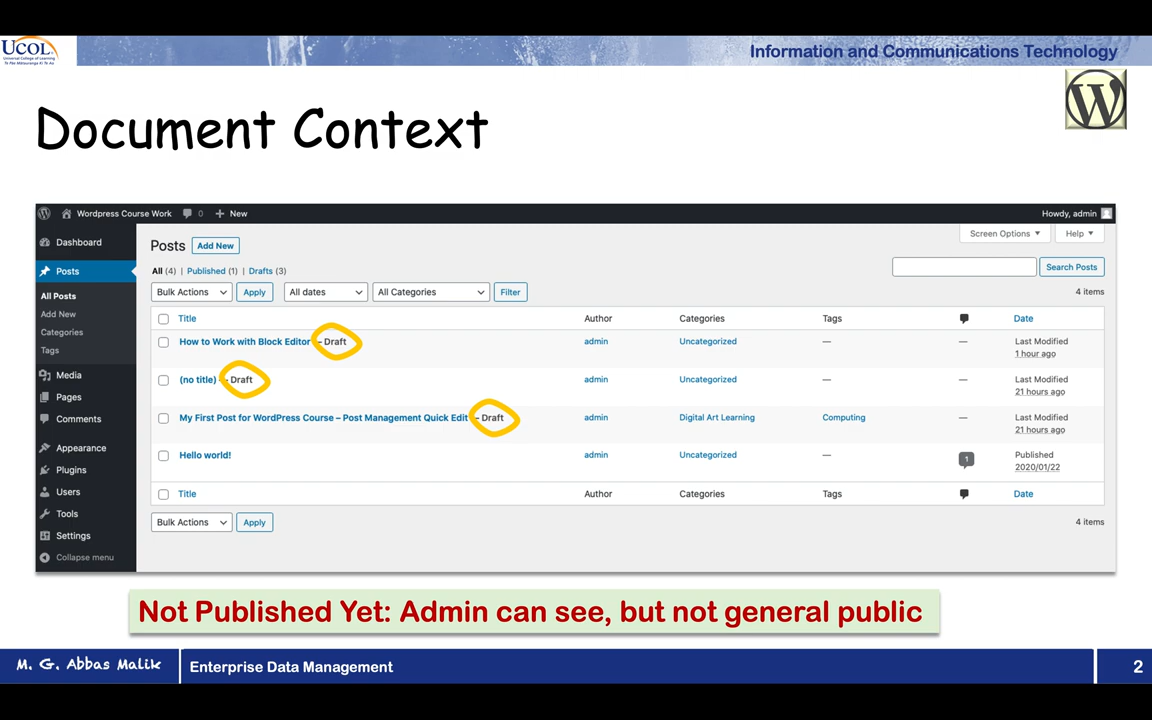 UCOL
Universal College of Learning
Te Pae Mātauranga Ki Te Ao
Information and Communications Technology
Document Context
Wordpress Course Work 0 + New Howdy, admin
Dashboard
Posts
All Posts
Add New
Categories
Tags
Media
Pages
Comments
Appearance
Plugins
Users
Tools
Settings
Collapse menu
Screen Options ▼ Help ▼
Posts Add New
All (4) | Published (1) | Drafts (3)
Search Posts
Bulk Actions Apply All dates All Categories Filter 4 items
Title Author Categories Tags Date
How to Work with Block Editor — Draft admin Uncategorized — — Last Modified
1 hour ago
(no title) — Draft admin Uncategorized — — Last Modified
21 hours ago
My First Post for WordPress Course – Post Management Quick Edit — Draft admin Digital Art Learning Computing — Last Modified
21 hours ago
Hello world! admin Uncategorized — 1 Published
2020/01/22
Title Author Categories Tags Date
Bulk Actions Apply 4 items
Not Published Yet: Admin can see, but not general public
M. G. Abbas Malik Enterprise Data Management 2